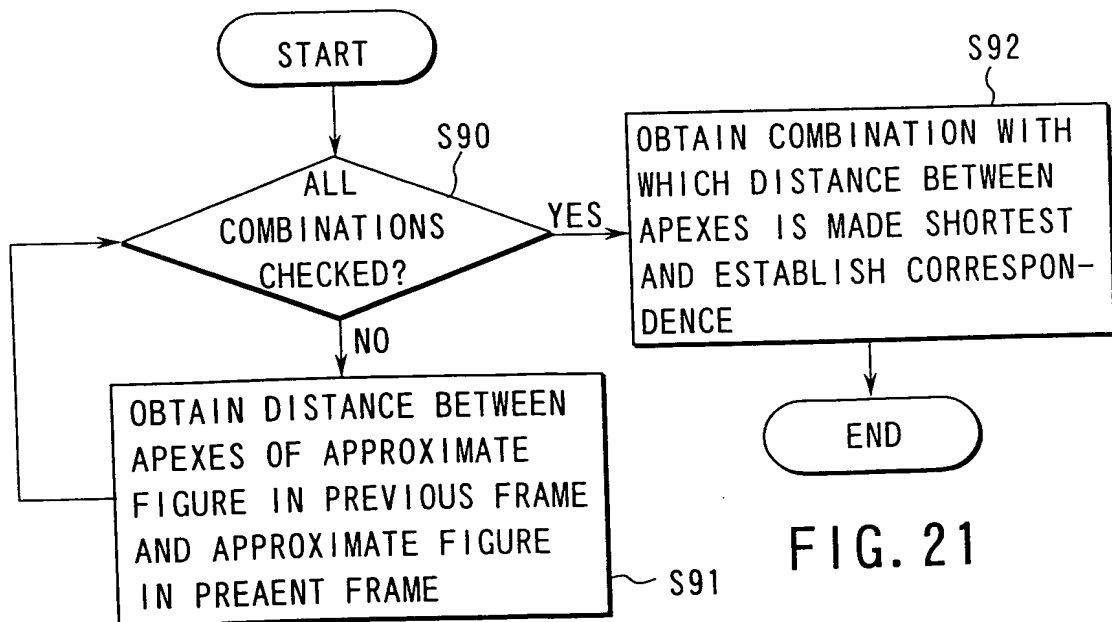 START
S90
ALL
COMBINATIONS
CHECKED?
YES
NO
OBTAIN DISTANCE BETWEEN
APEXES OF APPROXIMATE
FIGURE IN PREVIOUS FRAME
AND APPROXIMATE FIGURE
IN PREAENT FRAME
S91
S92
OBTAIN COMBINATION WITH
WHICH DISTANCE BETWEEN
APEXES IS MADE SHORTEST
AND ESTABLISH CORRESPON-
DENCE
END
FIG. 21